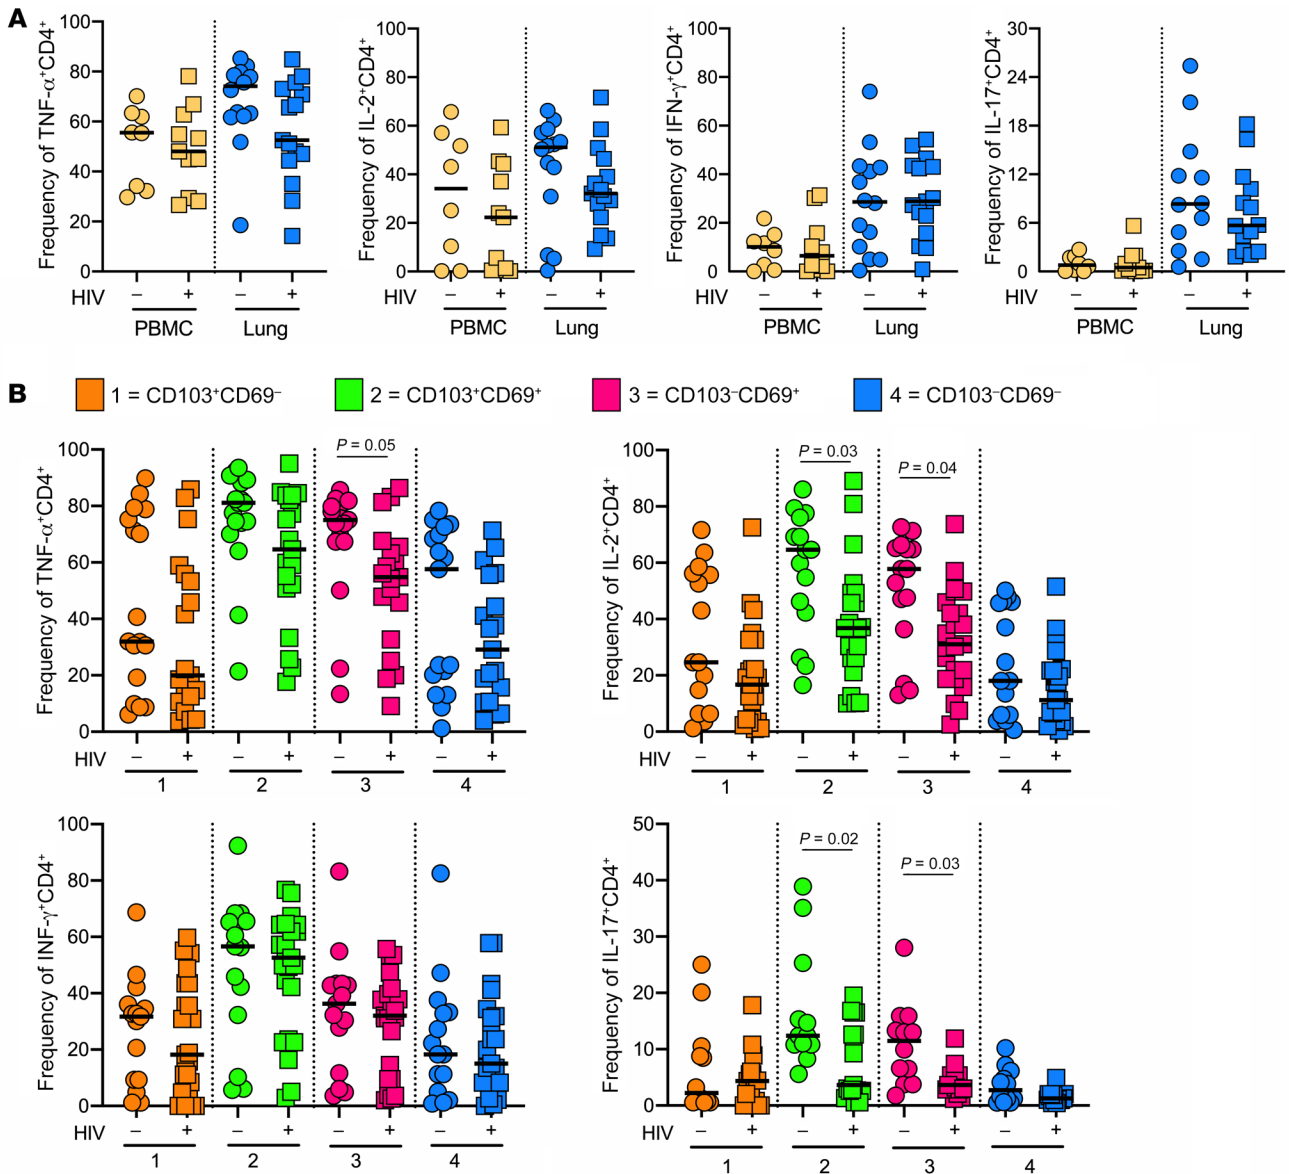 A
Frequency of TNF-α⁺CD4⁺
100
80
60
40
20
0
HIV – + – +
PBMC Lung
Frequency of IL-2⁺CD4⁺
100
80
60
40
20
0
HIV – + – +
PBMC Lung
Frequency of IFN-γ⁺CD4⁺
100
80
60
40
20
0
HIV – + – +
PBMC Lung
Frequency of IL-17⁺CD4⁺
30
24
18
12
6
0
HIV – + – +
PBMC Lung
B
1 = CD103⁺CD69⁻
2 = CD103⁺CD69⁺
3 = CD103⁻CD69⁺
4 = CD103⁻CD69⁻
Frequency of TNF-α⁺CD4⁺
100
80
60
40
20
0
P = 0.05
HIV – + – + – + – +
1 2 3 4
Frequency of IL-2⁺CD4⁺
100
80
60
40
20
0
P = 0.03
P = 0.04
HIV – + – + – + – +
1 2 3 4
Frequency of INF-γ⁺CD4⁺
100
80
60
40
20
0
HIV – + – + – + – +
1 2 3 4
Frequency of IL-17⁺CD4⁺
50
40
30
20
10
0
P = 0.02
P = 0.03
HIV – + – + – + – +
1 2 3 4